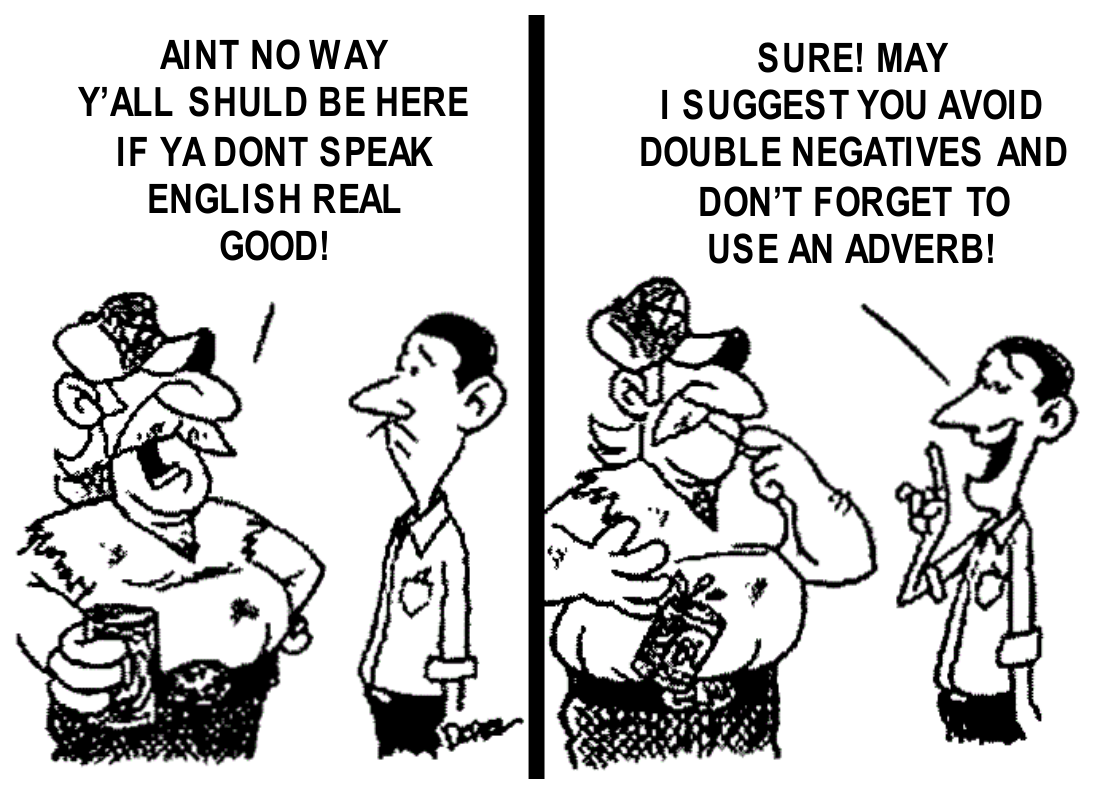 AINT NO WAY
Y'ALL SHULD BE HERE
IF YA DONT SPEAK
ENGLISH REAL
GOOD!
SURE! MAY
I SUGGEST YOU AVOID
DOUBLE NEGATIVES AND
DON'T FORGET TO
USE AN ADVERB!